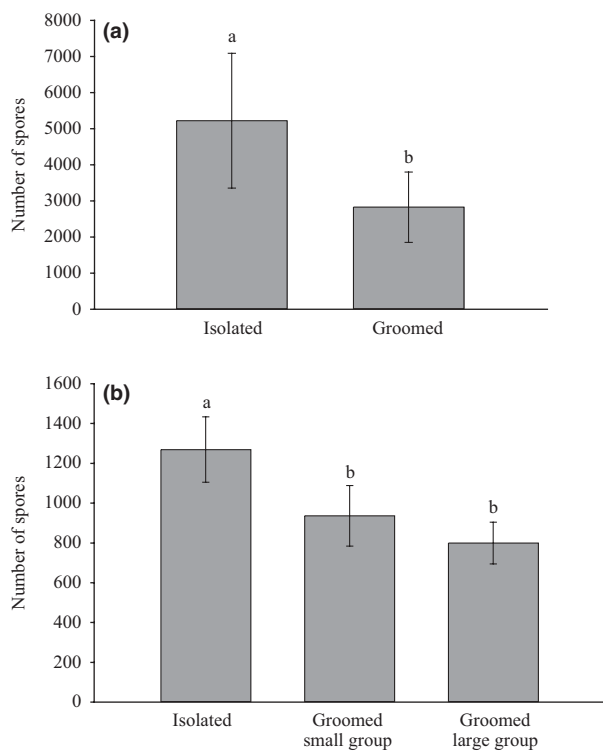 (a)
8000
7000
6000
5000
4000
3000
2000
1000
0
Number of spores
a
b
Isolated
Groomed
(b)
1600
1400
1200
1000
800
600
400
200
0
Number of spores
a
b
b
Isolated
Groomed
small group
Groomed
large group